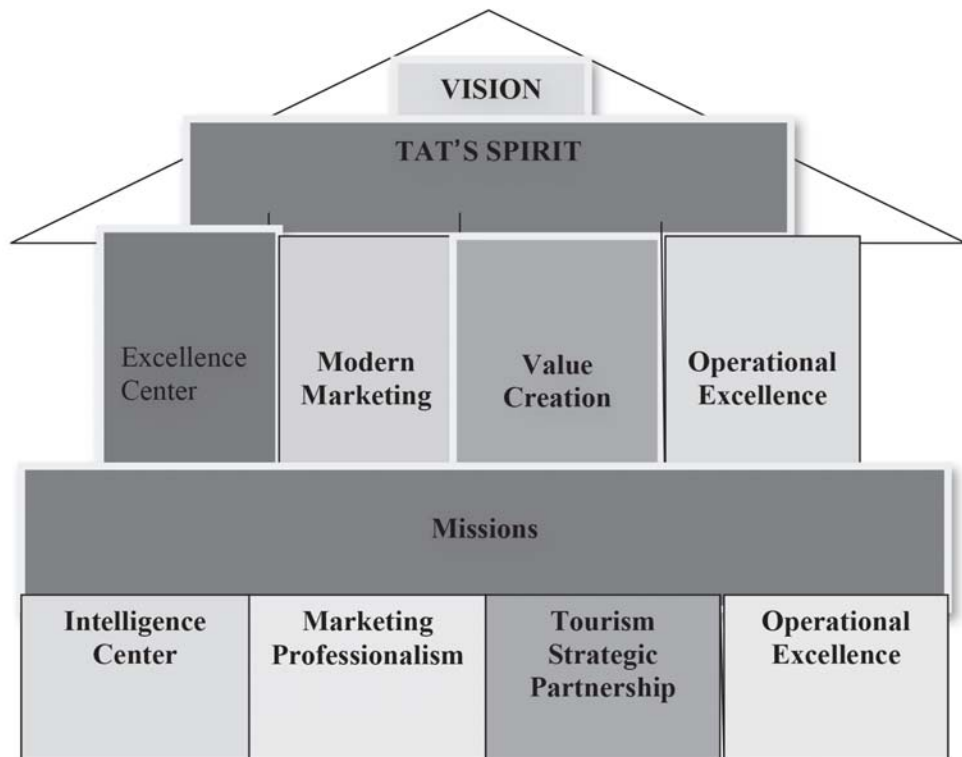 VISION
TAT'S SPIRIT
Excellence
Center
Modern
Marketing
Value
Creation
Operational
Excellence
Missions
Intelligence
Center
Marketing
Professionalism
Tourism
Strategic
Partnership
Operational
Excellence